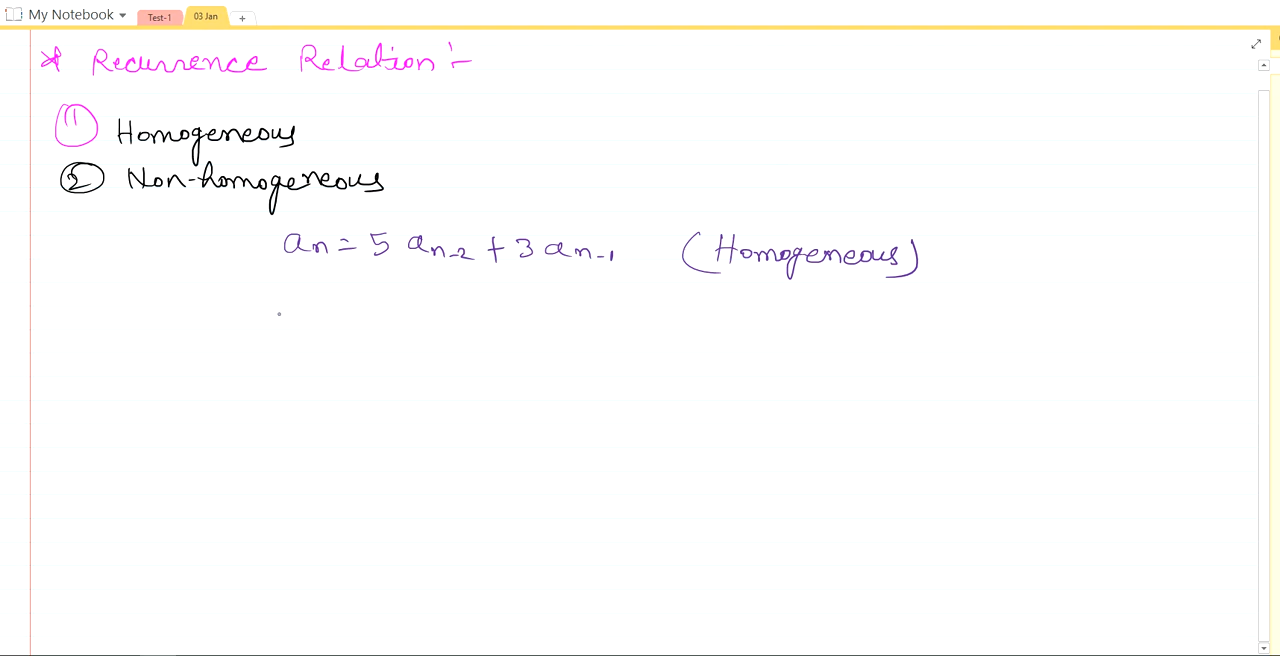 My Notebook Test-1 03 Jan +
* Recurrence Relation :-
① Homogeneous
② Non-homogeneous
an = 5 an-2 + 3 an-1 (Homogeneous)